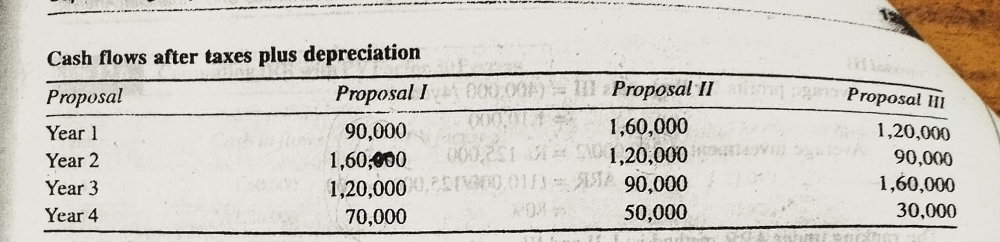 Cash flows after taxes plus depreciation
Proposal Proposal I Proposal II Proposal III
Year 1 90,000 1,60,000 1,20,000
Year 2 1,60,000 1,20,000 90,000
Year 3 1,20,000 90,000 1,60,000
Year 4 70,000 50,000 30,000